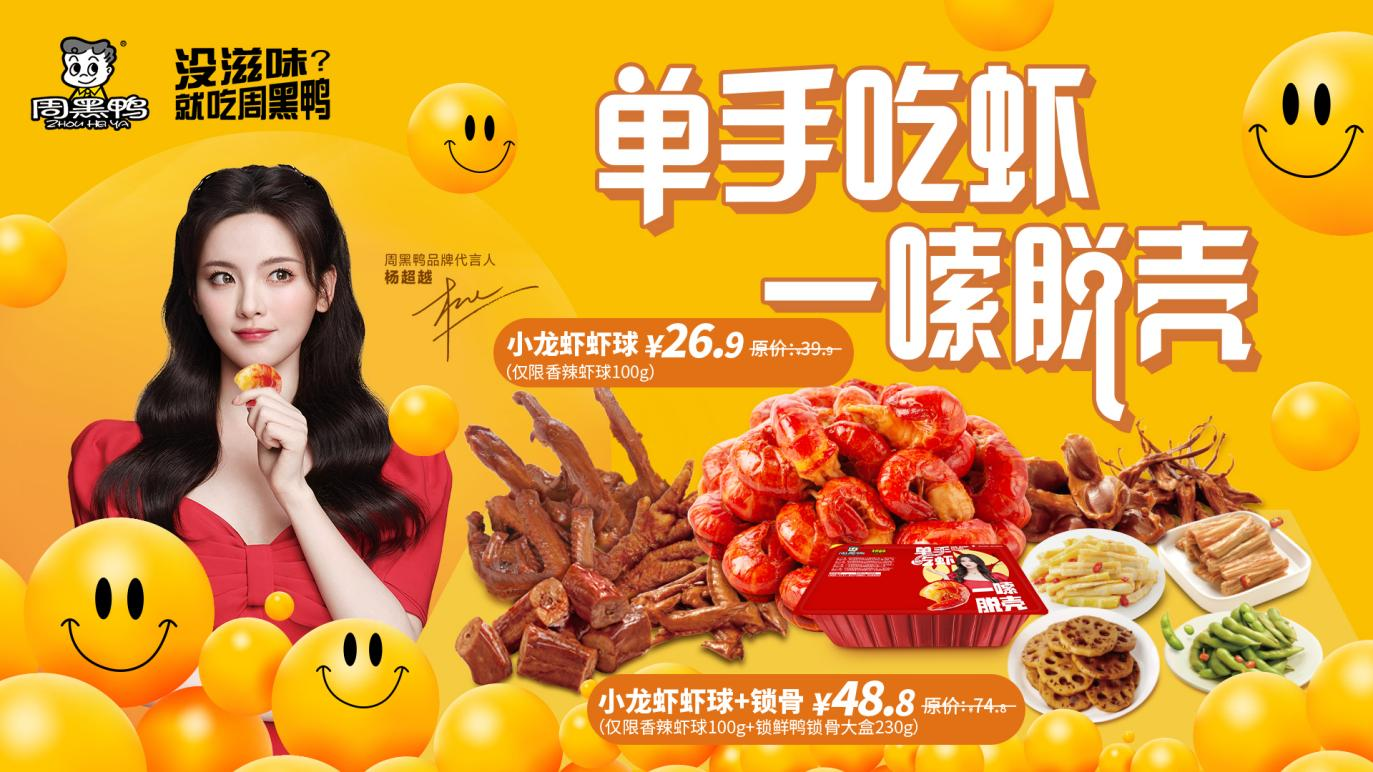 周黑鸭
ZHOU HEI YA
没滋味?
就吃周黑鸭
单手吃虾
一嗦脱壳
周黑鸭品牌代言人
杨超越
小龙虾虾球 ¥26.9 原价:¥39.9
(仅限香辣虾球100g)
单手
吃虾
一嗦
脱壳
小龙虾虾球+锁骨 ¥48.8 原价:¥74.8
(仅限香辣虾球100g+锁鲜鸭锁骨大盒230g)